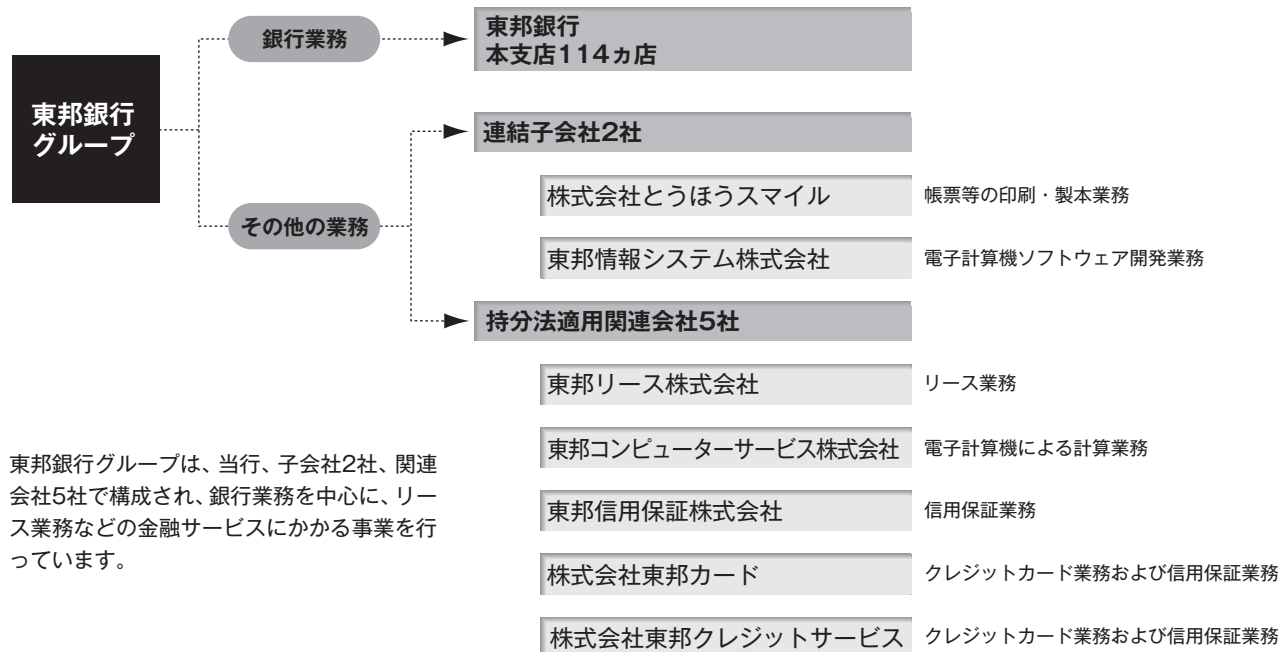 東邦銀行
グループ
銀行業務
東邦銀行
本支店114ヵ店
その他の業務
連結子会社2社
株式会社とうほうスマイル
帳票等の印刷・製本業務
東邦情報システム株式会社
電子計算機ソフトウェア開発業務
持分法適用関連会社5社
東邦リース株式会社
リース業務
東邦コンピューターサービス株式会社
電子計算機による計算業務
東邦信用保証株式会社
信用保証業務
株式会社東邦カード
クレジットカード業務および信用保証業務
株式会社東邦クレジットサービス
クレジットカード業務および信用保証業務
東邦銀行グループは、当行、子会社2社、関連
会社5社で構成され、銀行業務を中心に、リー
ス業務などの金融サービスにかかる事業を行
っています。